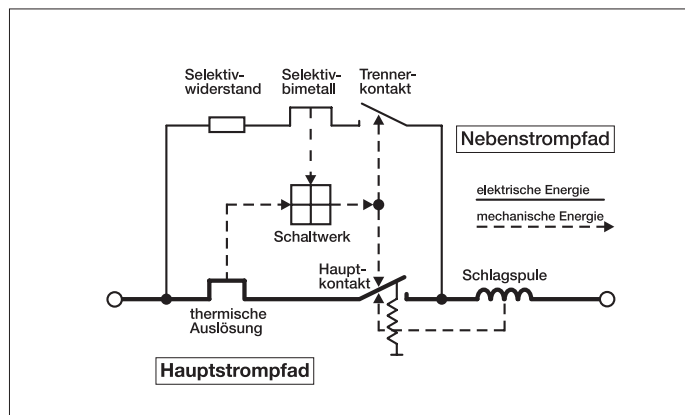 Selektiv-
widerstand
Selektiv-
bimetall
Trenner-
kontakt
Nebenstrompfad
elektrische Energie
mechanische Energie
Schaltwerk
Haupt-
kontakt
Schlagspule
thermische
Auslösung
Hauptstrompfad